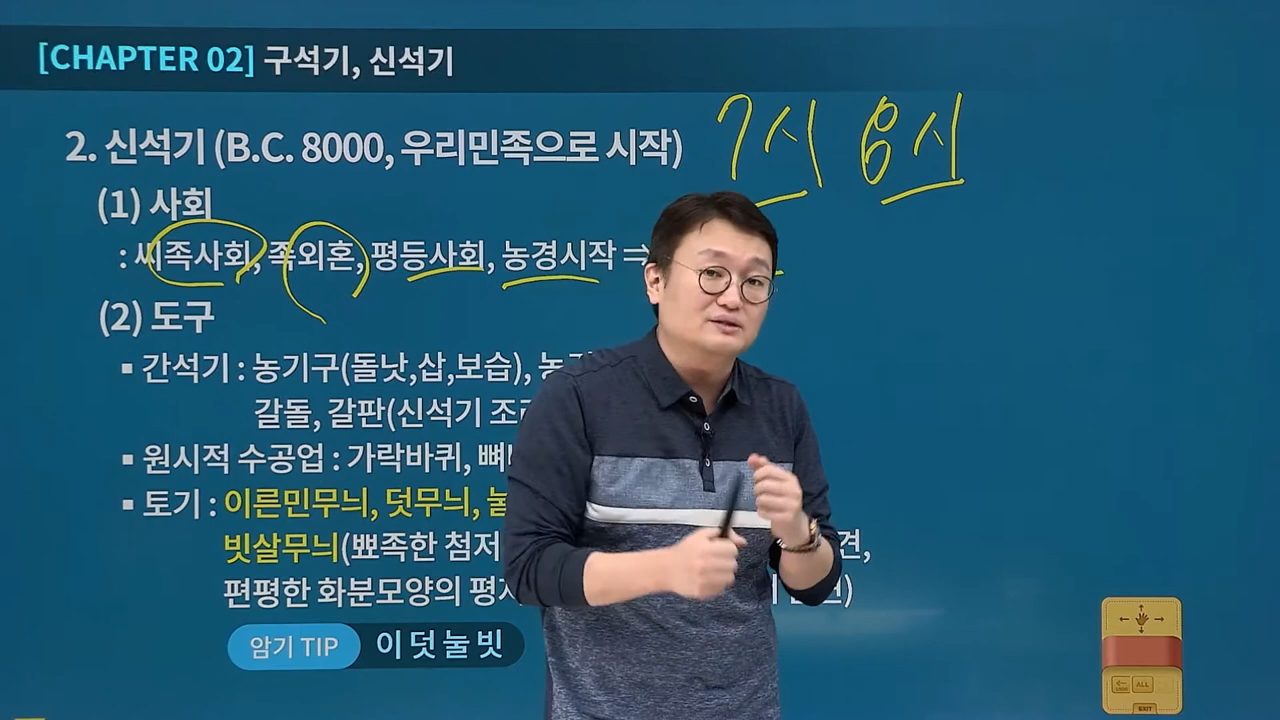 [CHAPTER 02] 구석기, 신석기
7시 6시
2. 신석기 (B.C. 8000, 우리민족으로 시작)
(1) 사회
: 씨족사회, 족외혼, 평등사회, 농경시작 ⇒
(2) 도구
▪ 간석기 : 농기구(돌낫,삽,보습),
갈돌, 갈판(신석기
▪ 원시적 수공업 : 가락바퀴,
▪ 토기 : 이른민무늬, 덧무늬,
빗살무늬(뾰족한 첨저 견,
편평한 화분모양의
암기 TIP 이 덧 눌 빗
ALL
EXIT